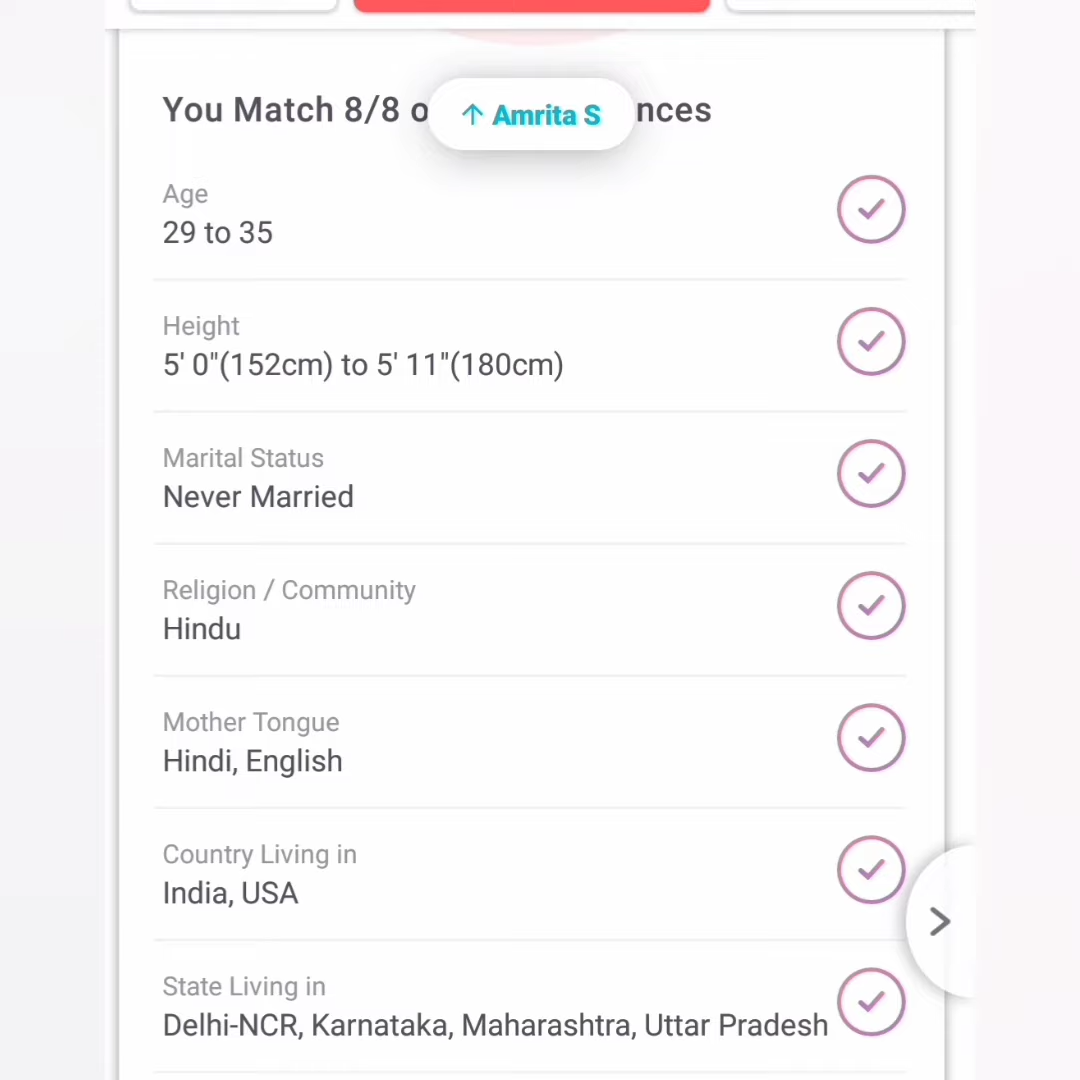 You Match 8/8 o
↑ Amrita S
nces
Age
29 to 35
Height
5' 0"(152cm) to 5' 11"(180cm)
Marital Status
Never Married
Religion / Community
Hindu
Mother Tongue
Hindi, English
Country Living in
India, USA
State Living in
Delhi-NCR, Karnataka, Maharashtra, Uttar Pradesh